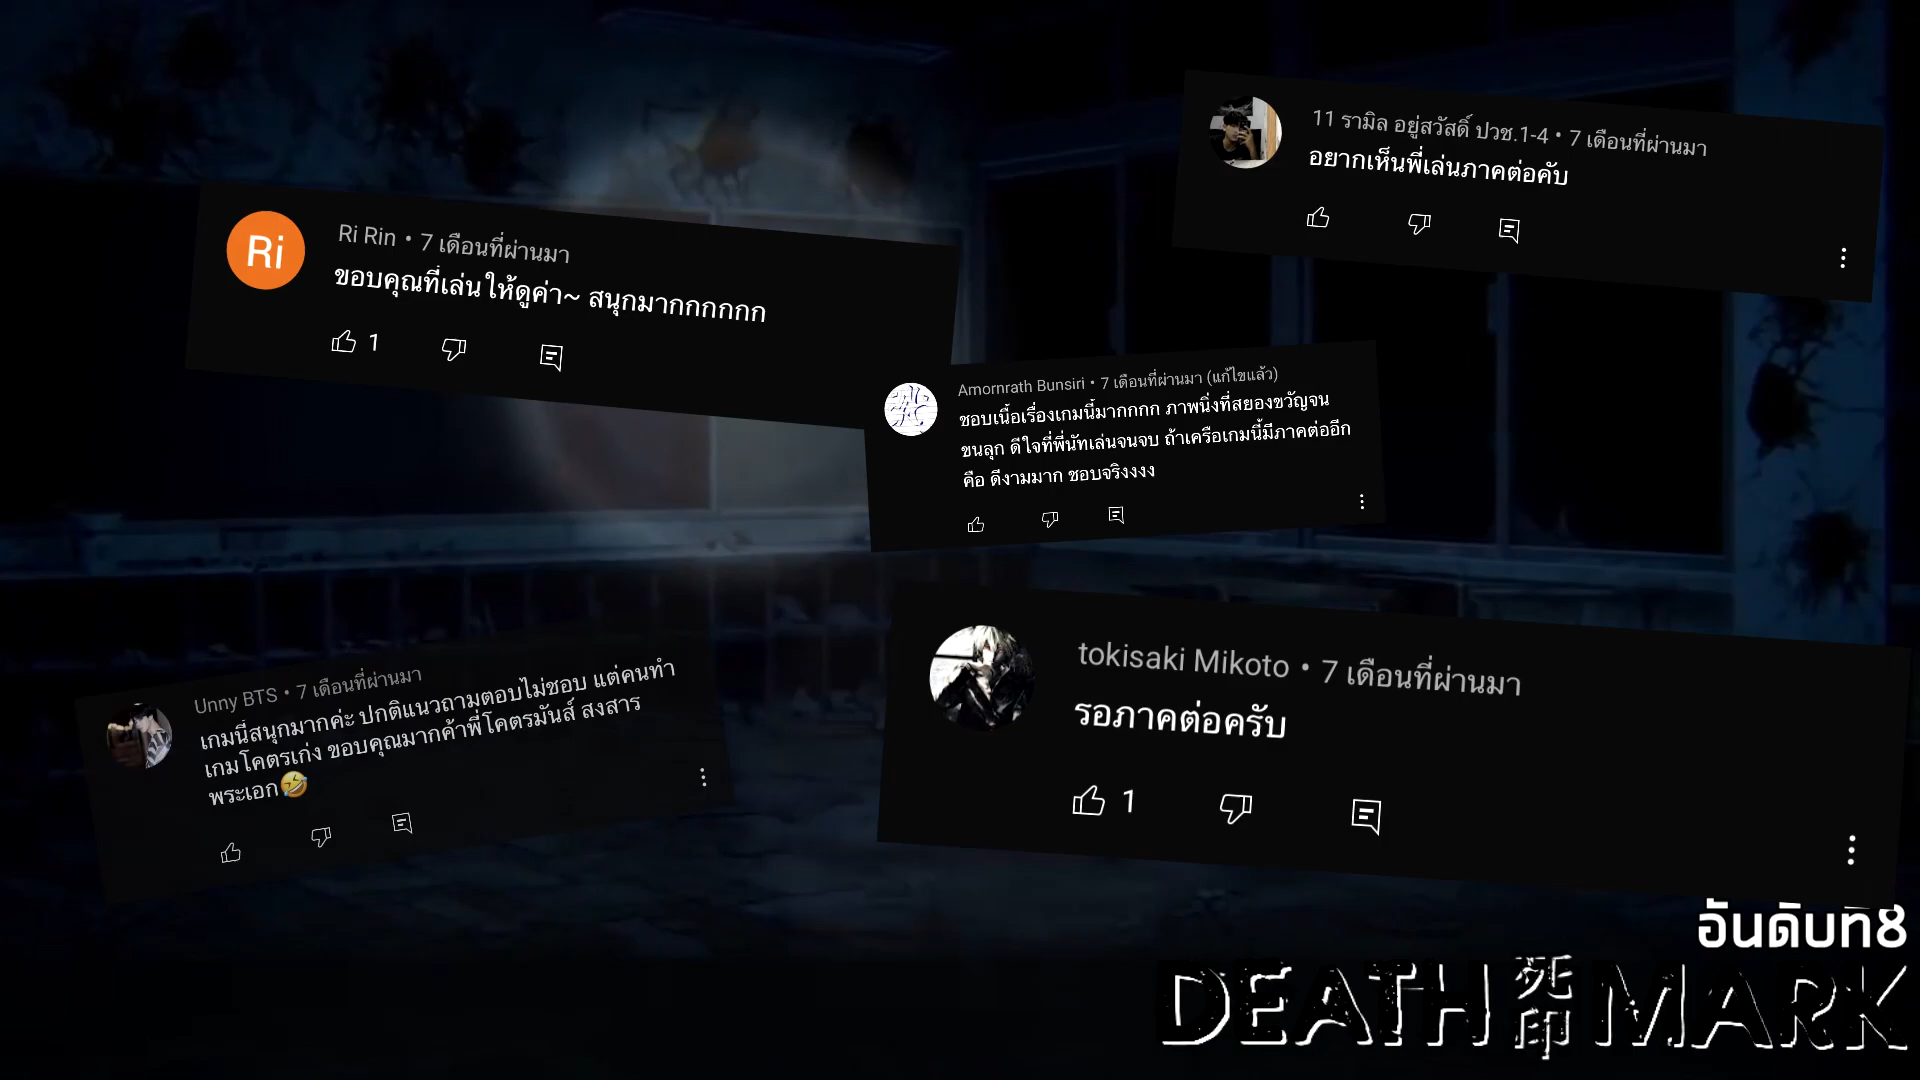 11 รามิล อยู่สวัสดิ์ ปวช.1-4 • 7 เดือนที่ผ่านมา
อยากเห็นพี่เล่นภาคต่อคับ
Ri
Ri Rin • 7 เดือนที่ผ่านมา
ขอบคุณที่เล่นให้ดูค่า~ สนุกมากกกกกก
1
Amornrath Bunsiri • 7 เดือนที่ผ่านมา (แก้ไขแล้ว)
ชอบเนื้อเรื่องเกมนี้มากกกก ภาพนิ่งที่สยองขวัญจน
ขนลุก ดีใจที่พี่นัทเล่นจนจบ ถ้าเครือเกมนี้มีภาคต่ออีก
คือ ดีงามมาก ชอบจริงงงง
tokisaki Mikoto • 7 เดือนที่ผ่านมา
รอภาคต่อครับ
1
Unny BTS • 7 เดือนที่ผ่านมา
เกมนี้สนุกมากค่ะ ปกติแนวถามตอบไม่ชอบ แต่คนทำ
เกมโคตรเก่ง ขอบคุณมากค้าพี่โคตรมันส์ สงสาร
พระเอก🤣
อันดับที่8
DEATH 死印 MARK